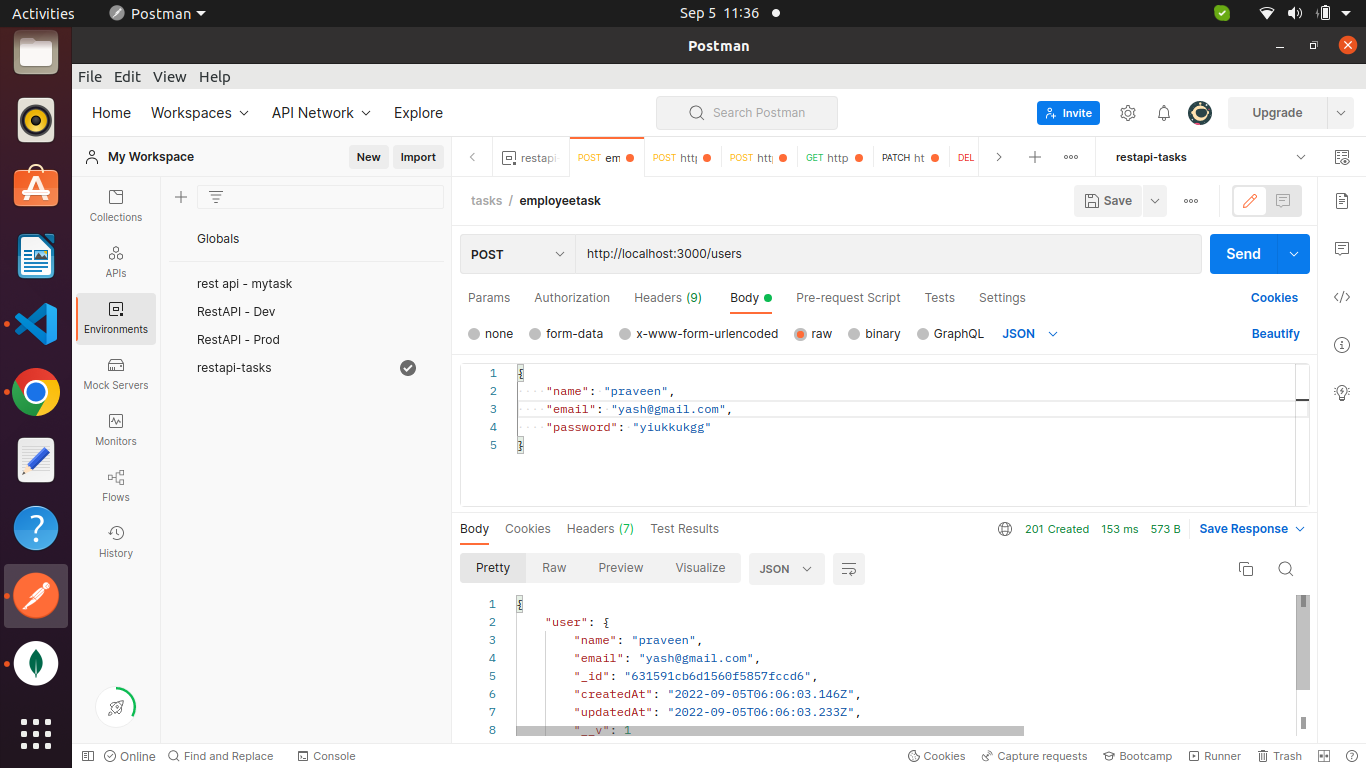 Activities Postman Sep 5 11:36
Postman
File Edit View Help
Home Workspaces API Network Explore Search Postman Invite Upgrade
My Workspace New Import
restapi POST em POST http POST htt GET http PATCH ht DEL restapi-tasks
Collections
APIs
Environments
Mock Servers
Monitors
Flows
History
Globals
rest api - mytask
RestAPI - Dev
RestAPI - Prod
restapi-tasks
tasks / employeetask Save
POST http://localhost:3000/users Send
Params Authorization Headers (9) Body Pre-request Script Tests Settings Cookies
none form-data x-www-form-urlencoded raw binary GraphQL JSON Beautify
1 {
2 "name": "praveen",
3 "email": "yash@gmail.com",
4 "password": "yiukkukgg"
5 }
Body Cookies Headers (7) Test Results 201 Created 153 ms 573 B Save Response
Pretty Raw Preview Visualize JSON
1 {
2 "user": {
3 "name": "praveen",
4 "email": "yash@gmail.com",
5 "_id": "631591cb6d1560f5857fccd6",
6 "createdAt": "2022-09-05T06:06:03.146Z",
7 "updatedAt": "2022-09-05T06:06:03.233Z",
8 "__v": 1
Online Find and Replace Console Cookies Capture requests Bootcamp Runner Trash